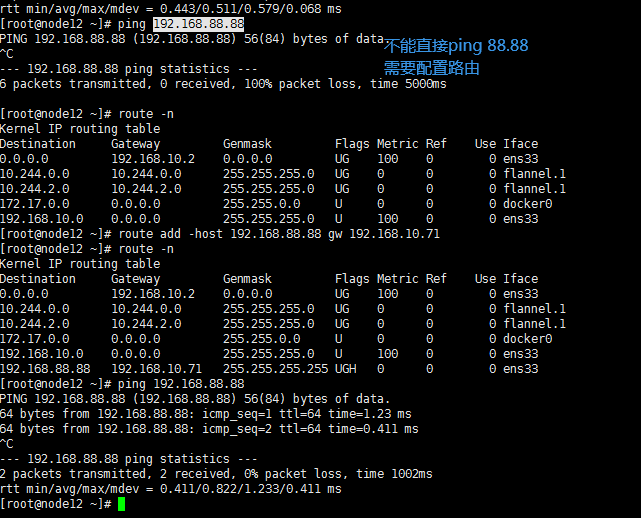 rtt min/avg/max/mdev = 0.443/0.511/0.579/0.068 ms
[root@node12 ~]# ping 192.168.88.88
PING 192.168.88.88 (192.168.88.88) 56(84) bytes of data.
不能直接ping 88.88
^C
--- 192.168.88.88 ping statistics ---
需要配置路由
6 packets transmitted, 0 received, 100% packet loss, time 5000ms
[root@node12 ~]# route -n
Kernel IP routing table
Destination Gateway Genmask Flags Metric Ref Use Iface
0.0.0.0 192.168.10.2 0.0.0.0 UG 100 0 0 ens33
10.244.0.0 10.244.0.0 255.255.255.0 UG 0 0 0 flannel.1
10.244.2.0 10.244.2.0 255.255.255.0 UG 0 0 0 flannel.1
172.17.0.0 0.0.0.0 255.255.0.0 U 0 0 0 docker0
192.168.10.0 0.0.0.0 255.255.255.0 U 100 0 0 ens33
[root@node12 ~]# route add -host 192.168.88.88 gw 192.168.10.71
[root@node12 ~]# route -n
Kernel IP routing table
Destination Gateway Genmask Flags Metric Ref Use Iface
0.0.0.0 192.168.10.2 0.0.0.0 UG 100 0 0 ens33
10.244.0.0 10.244.0.0 255.255.255.0 UG 0 0 0 flannel.1
10.244.2.0 10.244.2.0 255.255.255.0 UG 0 0 0 flannel.1
172.17.0.0 0.0.0.0 255.255.0.0 U 0 0 0 docker0
192.168.10.0 0.0.0.0 255.255.255.0 U 100 0 0 ens33
192.168.88.88 192.168.10.71 255.255.255.255 UGH 0 0 0 ens33
[root@node12 ~]# ping 192.168.88.88
PING 192.168.88.88 (192.168.88.88) 56(84) bytes of data.
64 bytes from 192.168.88.88: icmp_seq=1 ttl=64 time=1.23 ms
64 bytes from 192.168.88.88: icmp_seq=2 ttl=64 time=0.411 ms
^C
--- 192.168.88.88 ping statistics ---
2 packets transmitted, 2 received, 0% packet loss, time 1002ms
rtt min/avg/max/mdev = 0.411/0.822/1.233/0.411 ms
[root@node12 ~]#